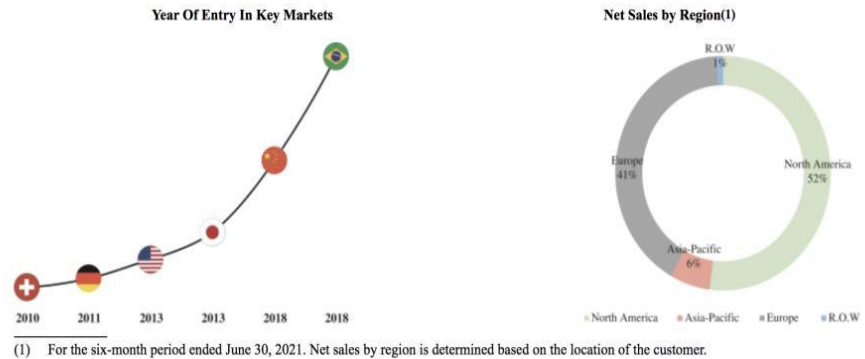 Year Of Entry In Key Markets
2010 2011 2013 2013 2018 2018
Net Sales by Region(1)
R.O.W
1%
Europe
41%
North America
52%
Asia-Pacific
6%
North America Asia-Pacific Europe R.O.W
(1) For the six-month period ended June 30, 2021. Net sales by region is determined based on the location of the customer.